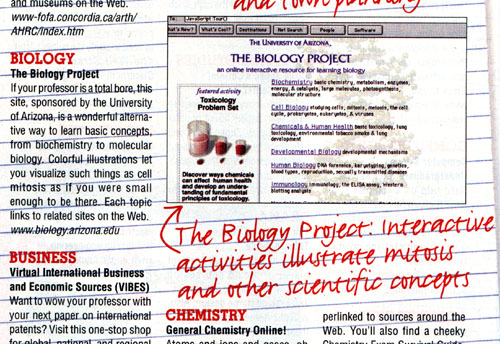 and museums on the Web.
www-fofa.concordia.ca/arth/
AHRC/index.htm
BIOLOGY
The Biology Project
If your professor is a total bore, this
site, sponsored by the University
of Arizona, is a wonderful alterna-
tive way to learn basic concepts,
from biochemistry to molecular
biology. Colorful illustrations let
you visualize such things as cell
mitosis as if you were small
enough to be there. Each topic
links to related sites on the Web.
www.biology.arizona.edu
BUSINESS
Virtual International Business
and Economic Sources (VIBES)
Want to wow your professor with
your next paper on international
patents? Visit this one-stop shop
for global, national, and regional
and town planning
To: [JavaScript Tour()
What's New? What's Cool? Destinations Net Search People Software
THE UNIVERSITY OF ARIZONA
THE BIOLOGY PROJECT
an online interactive resource for learning biology
featured activity
Toxicology
Problem Set
Discover ways chemicals
can affect human health
and develop an under-
standing of fundamental
principles of toxicology.
Biochemistry basic chemistry, metabolism, enzymes,
energy, & catalysis, large molecules, photosynthesis,
molecular structure
Cell Biology studying cells, mitosis, meiosis, the cell
cycle, prokaryotes, eukaryotes, & viruses
Chemicals & Human Health basic toxicology, lung
toxicology, environmental tobacco smoke & lung
development
Developmental Biology developmental mechanisms
Human Biology DNA forensics, karyotyping, genetics,
blood types, reproduction, sexually transmitted diseases
Immunology immunology, the ELISA assay, Western
blotting analysis
The Biology Project: Interactive
activities illustrate mitosis
and other scientific concepts
CHEMISTRY
General Chemistry Online!
Atoms and ions and gases, oh
perlinked to sources around the
Web. You'll also find a cheeky
Chemistry Exam Survival Guide